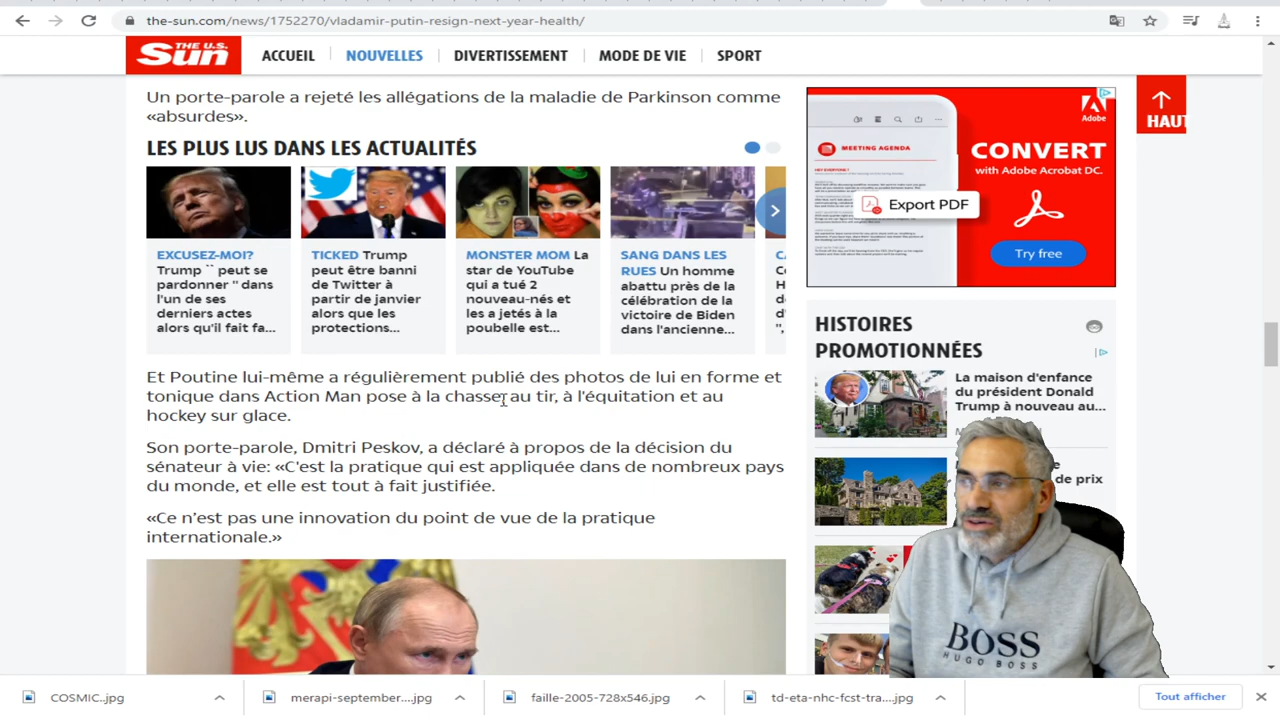 the-sun.com/news/1752270/vladamir-putin-resign-next-year-health/
THE U.S. Sun
ACCUEIL
NOUVELLES
DIVERTISSEMENT
MODE DE VIE
SPORT
Un porte-parole a rejeté les allégations de la maladie de Parkinson comme
«absurdes».
LES PLUS LUS DANS LES ACTUALITÉS
EXCUSEZ-MOI?
Trump `` peut se
pardonner '' dans
l'un de ses
derniers actes
alors qu'il fait fa...
TICKED Trump
peut être banni
de Twitter à
partir de janvier
alors que les
protections...
MONSTER MOM La
star de YouTube
qui a tué 2
nouveau-nés et
les a jetés à la
poubelle est...
SANG DANS LES
RUES Un homme
abattu près de la
célébration de la
victoire de Biden
dans l'ancienne...
Et Poutine lui-même a régulièrement publié des photos de lui en forme et
tonique dans Action Man pose à la chasse au tir, à l'équitation et au
hockey sur glace.
Son porte-parole, Dmitri Peskov, a déclaré à propos de la décision du
sénateur à vie: «C'est la pratique qui est appliquée dans de nombreux pays
du monde, et elle est tout à fait justifiée.
«Ce n'est pas une innovation du point de vue de la pratique
internationale.»
Adobe
MEETING AGENDA
CONVERT
with Adobe Acrobat DC.
Export PDF
Try free
HAUT
HISTOIRES
PROMOTIONNÉES
La maison d'enfance
du président Donald
Trump à nouveau au...
de prix
BOSS
HUGO BOSS
COSMIC.jpg
merapi-september....jpg
faille-2005-728x546.jpg
td-eta-nhc-fcst-tra....jpg
Tout afficher